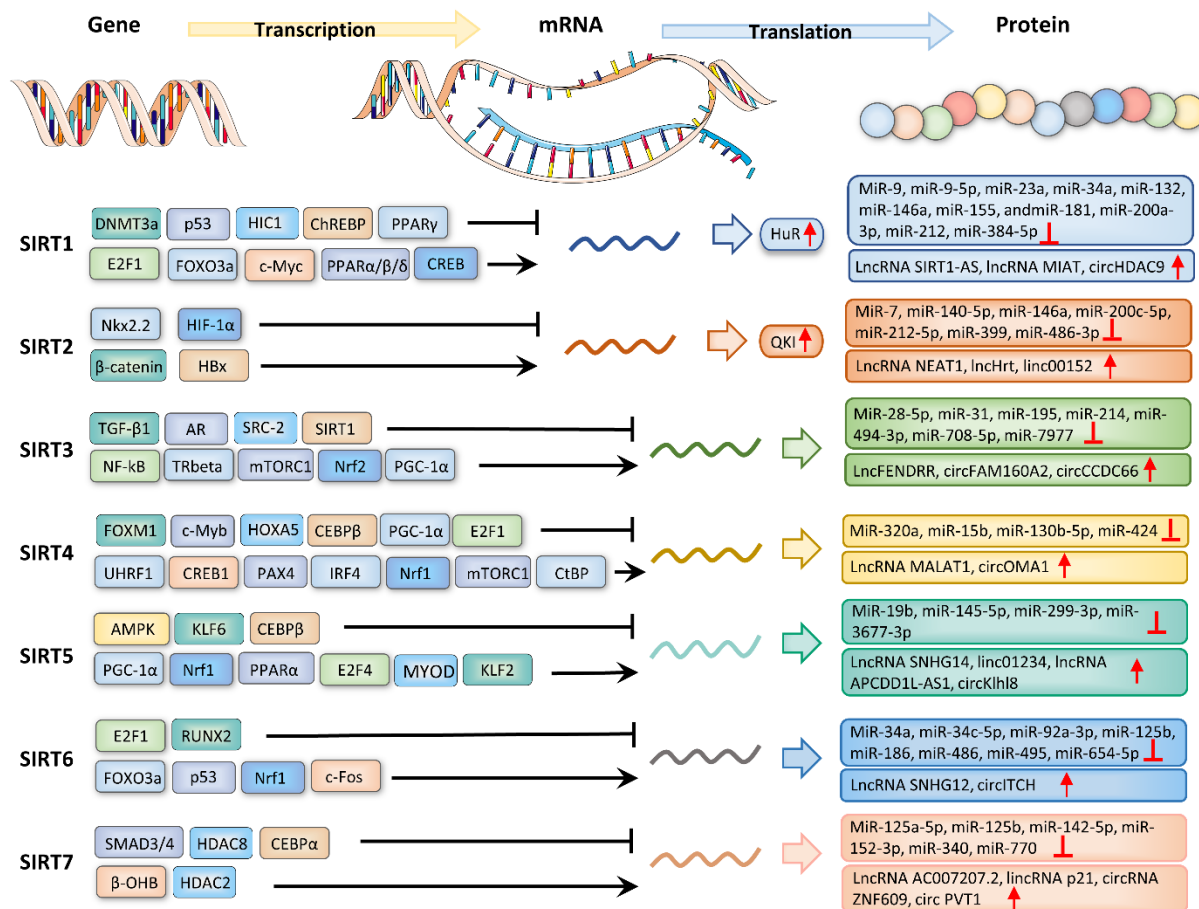 Gene Transcription mRNA Translation Protein
SIRT1
DNMT3a p53 HIC1 ChREBP PPARγ
E2F1 FOXO3a c-Myc PPARα/β/δ CREB
HuR
MiR-9, miR-9-5p, miR-23a, miR-34a, miR-132,
miR-146a, miR-155, andmiR-181, miR-200a-
3p, miR-212, miR-384-5p
LncRNA SIRT1-AS, lncRNA MIAT, circHDAC9
SIRT2
Nkx2.2 HIF-1α
β-catenin HBx
QKI
MiR-7, miR-140-5p, miR-146a, miR-200c-5p,
miR-212-5p, miR-399, miR-486-3p
LncRNA NEAT1, lncHrt, linc00152
SIRT3
TGF-β1 AR SRC-2 SIRT1
NF-kB TRbeta mTORC1 Nrf2 PGC-1α
MiR-28-5p, miR-31, miR-195, miR-214, miR-
494-3p, miR-708-5p, miR-7977
LncFENDRR, circFAM160A2, circCCDC66
SIRT4
FOXM1 c-Myb HOXA5 CEBPβ PGC-1α E2F1
UHRF1 CREB1 PAX4 IRF4 Nrf1 mTORC1 CtBP
MiR-320a, miR-15b, miR-130b-5p, miR-424
LncRNA MALAT1, circOMA1
SIRT5
AMPK KLF6 CEBPβ
PGC-1α Nrf1 PPARα E2F4 MYOD KLF2
MiR-19b, miR-145-5p, miR-299-3p, miR-
3677-3p
LncRNA SNHG14, linc01234, lncRNA
APCDD1L-AS1, circKlhl8
SIRT6
E2F1 RUNX2
FOXO3a p53 Nrf1 c-Fos
MiR-34a, miR-34c-5p, miR-92a-3p, miR-125b,
miR-186, miR-486, miR-495, miR-654-5p
LncRNA SNHG12, circITCH
SIRT7
SMAD3/4 HDAC8 CEBPα
β-OHB HDAC2
MiR-125a-5p, miR-125b, miR-142-5p, miR-
152-3p, miR-340, miR-770
LncRNA AC007207.2, lincRNA p21, circRNA
ZNF609, circ PVT1